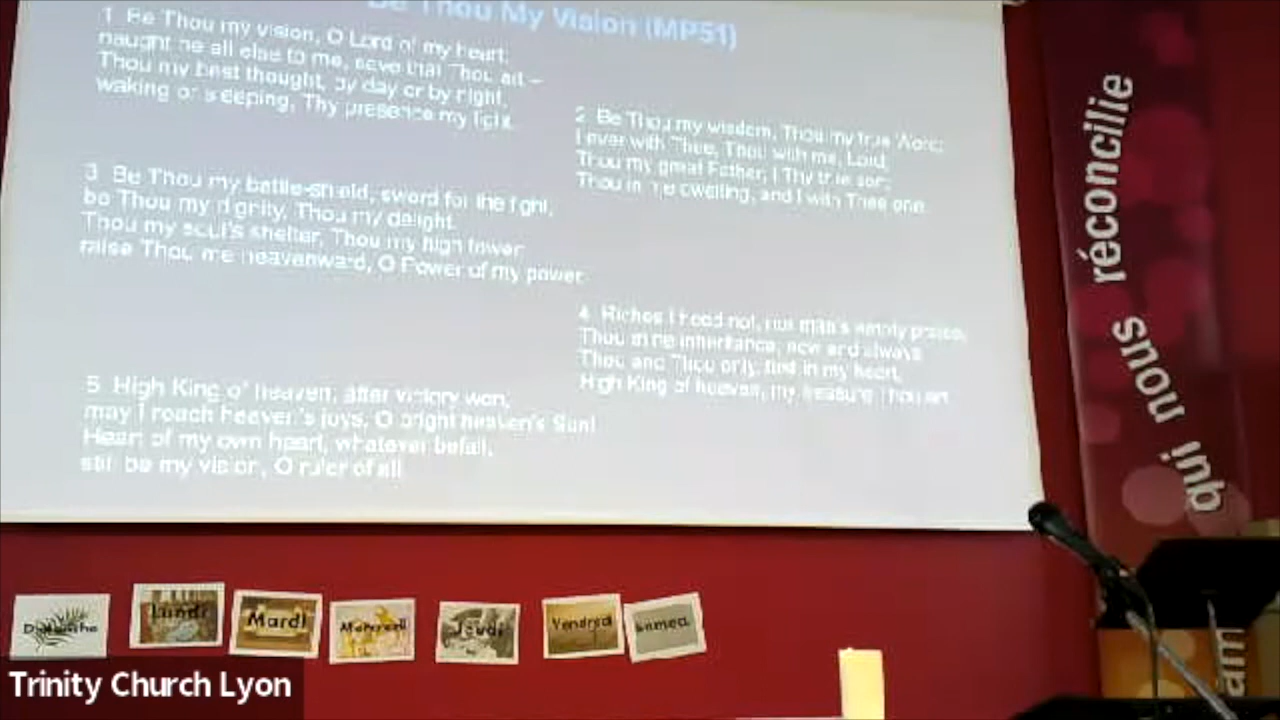 Be Thou My Vision (MP51)
1 Be Thou my vision, O Lord of my heart;
naught be all else to me, save that Thou art –
Thou my best thought, by day or by night,
waking or sleeping, Thy presence my light.
2 Be Thou my wisdom, Thou my true Word;
I ever with Thee, Thou with me, Lord;
Thou my great Father, I Thy true son;
Thou in me dwelling, and I with Thee one.
3 Be Thou my battle-shield, sword for the fight,
be Thou my dignity, Thou my delight.
Thou my soul's shelter, Thou my high tower
raise Thou me heavenward, O Power of my power.
4 Riches I need not, nor man's empty praise,
Thou mine inheritance, now and always
Thou and Thou only, first in my heart,
High King of heaven, my treasure Thou art.
5 High King of heaven, after victory won,
may I reach heaven's joys, O bright heaven's Sun!
Heart of my own heart, whatever befall,
still be my vision, O ruler of all.
qui nous réconcilie
Dimanche
Lundi
Mardi
Mercredi
Jeudi
Vendredi
Samedi
am
Trinity Church Lyon